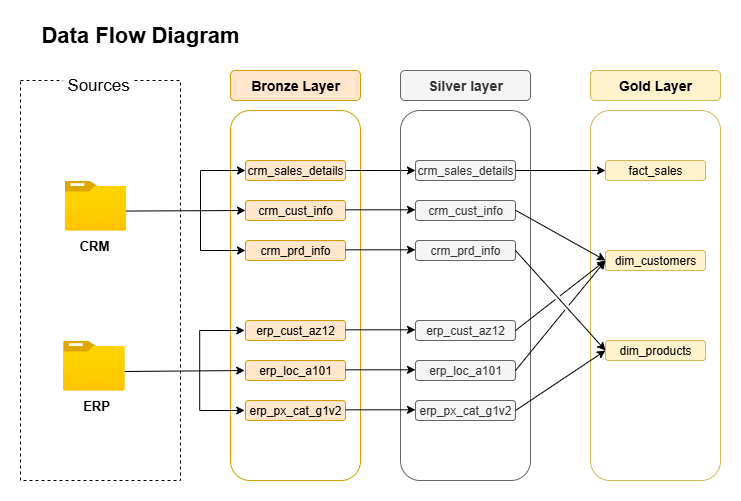 Data Flow Diagram
Sources
Bronze Layer
Silver layer
Gold Layer
CRM
ERP
crm_sales_details
crm_cust_info
crm_prd_info
erp_cust_az12
erp_loc_a101
erp_px_cat_g1v2
crm_sales_details
crm_cust_info
crm_prd_info
erp_cust_az12
erp_loc_a101
erp_px_cat_g1v2
fact_sales
dim_customers
dim_products